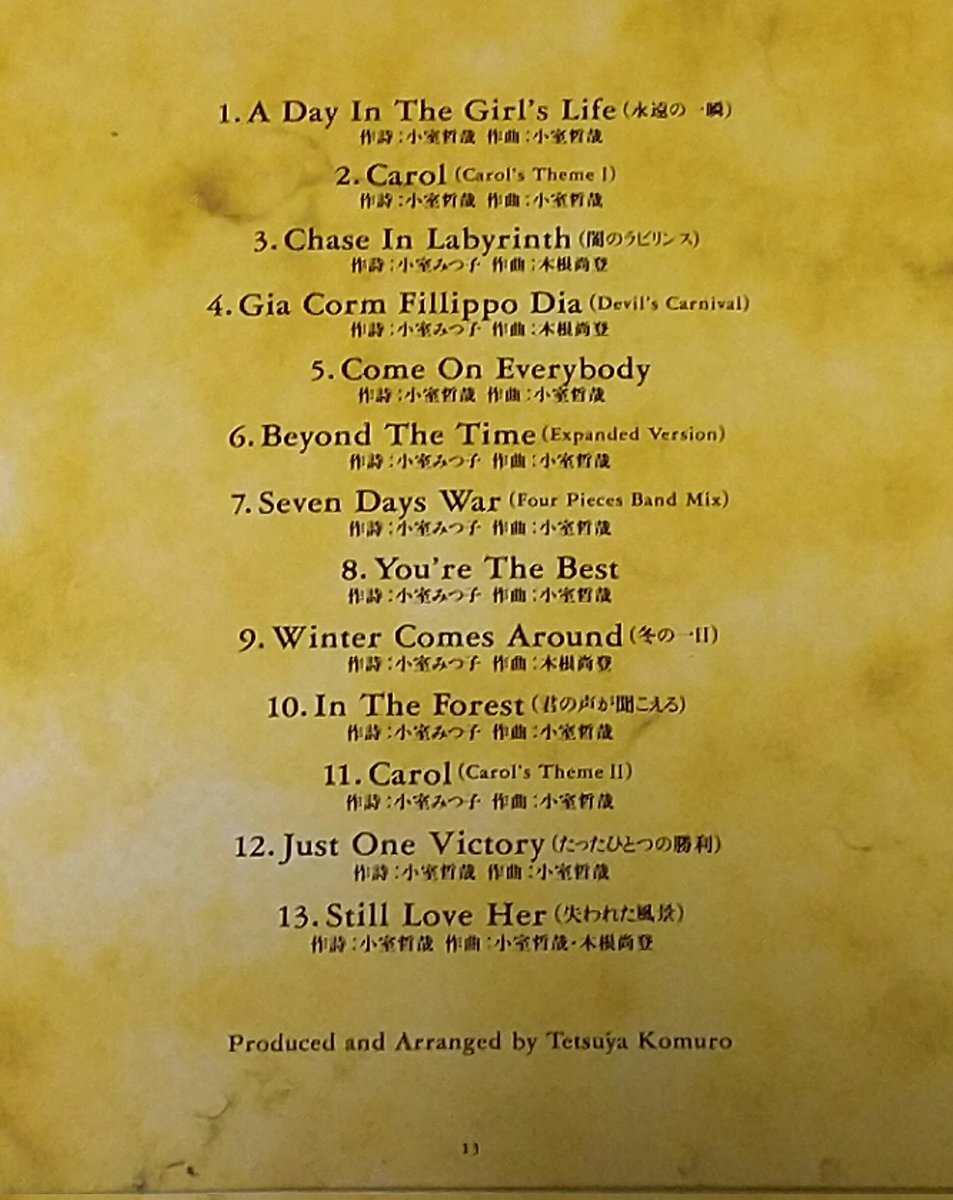 1. A Day In The Girl's Life (永遠の一瞬)
作詩：小室哲哉 作曲：小室哲哉
2. Carol (Carol's Theme I)
作詩：小室哲哉 作曲：小室哲哉
3. Chase In Labyrinth (闇のラビリンス)
作詩：小室みつ子 作曲：木根尚登
4. Gia Corm Fillippo Dia (Devil's Carnival)
作詩：小室みつ子 作曲：木根尚登
5. Come On Everybody
作詩：小室哲哉 作曲：小室哲哉
6. Beyond The Time (Expanded Version)
作詩：小室みつ子 作曲：小室哲哉
7. Seven Days War (Four Pieces Band Mix)
作詩：小室みつ子 作曲：小室哲哉
8. You're The Best
作詩：小室みつ子 作曲：小室哲哉
9. Winter Comes Around (冬の一日)
作詩：小室みつ子 作曲：木根尚登
10. In The Forest (君の声が聞こえる)
作詩：小室みつ子 作曲：小室哲哉
11. Carol (Carol's Theme II)
作詩：小室みつ子 作曲：小室哲哉
12. Just One Victory (たったひとつの勝利)
作詩：小室哲哉 作曲：小室哲哉
13. Still Love Her (失われた風景)
作詩：小室哲哉 作曲：小室哲哉・木根尚登
Produced and Arranged by Tetsuya Komuro
13